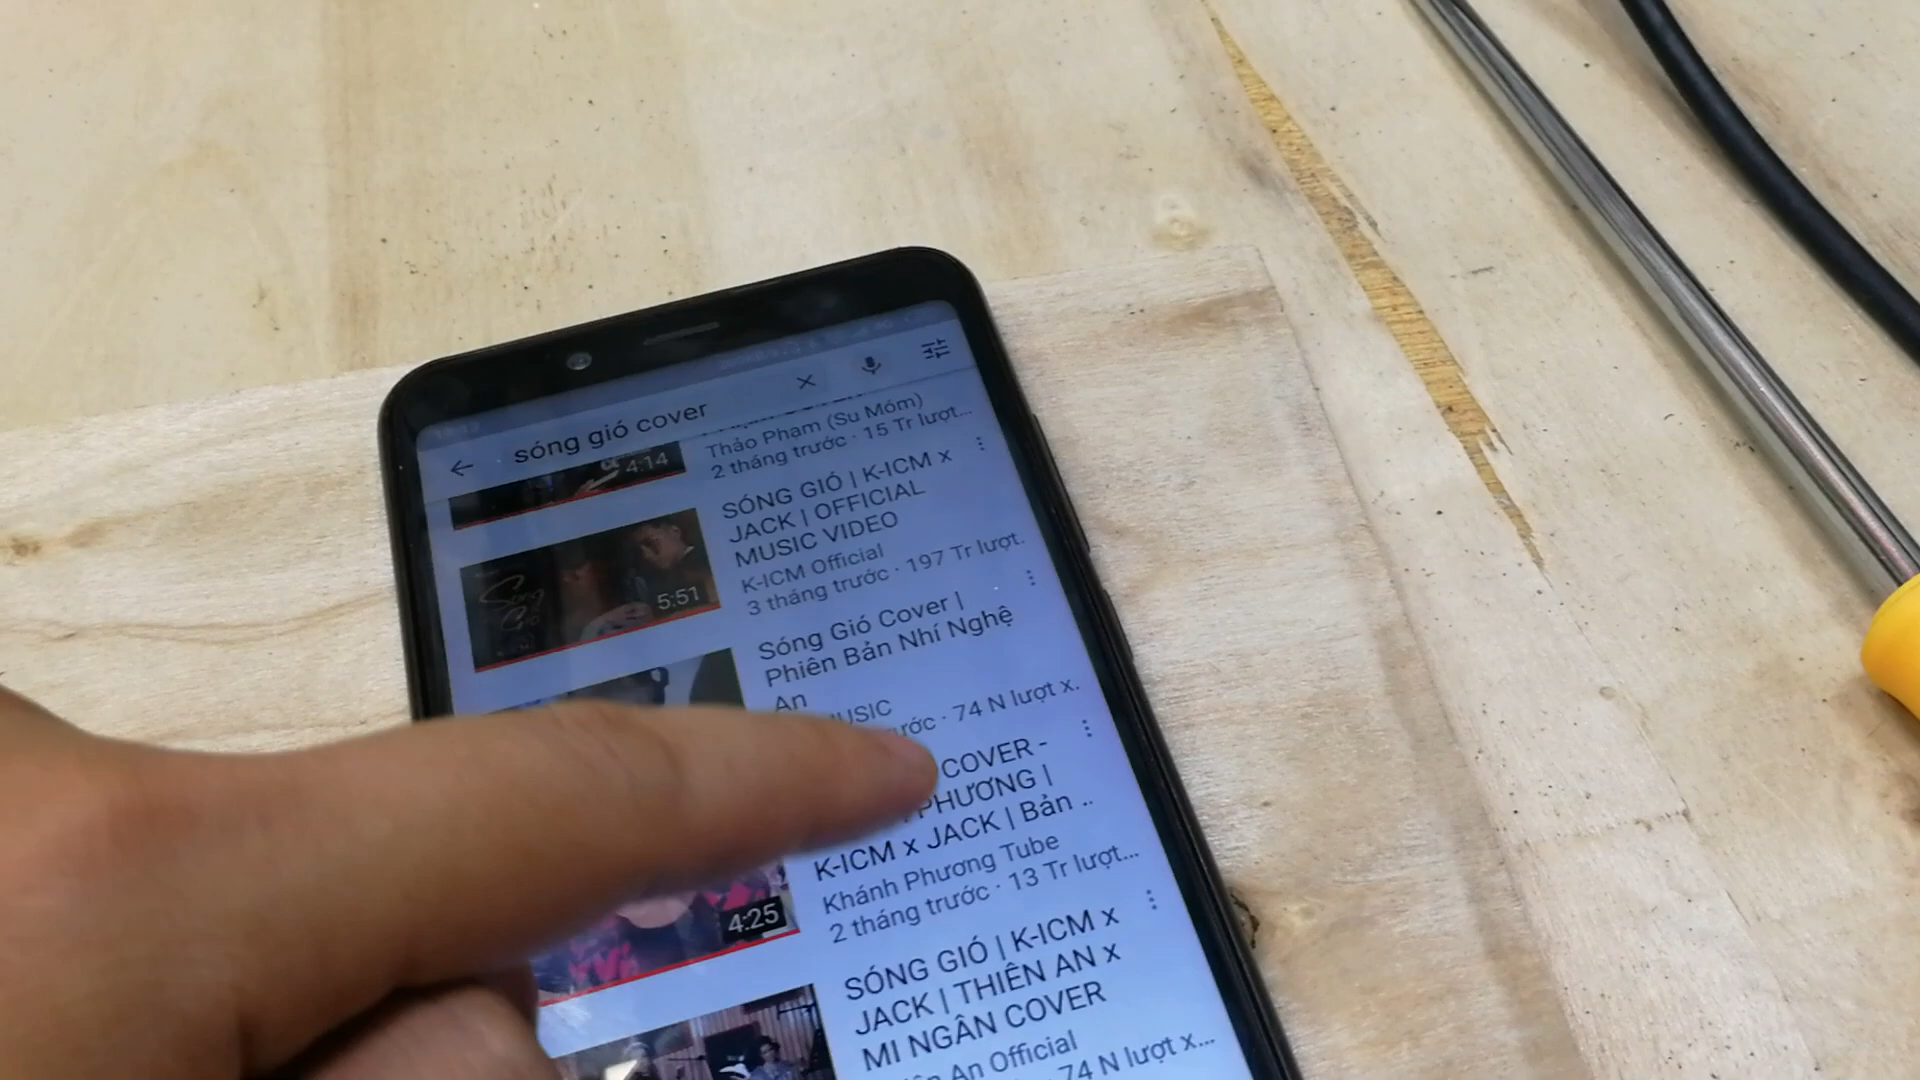 sóng gió cover
4:14
Thảo Phạm (Su Móm)
2 tháng trước · 15 Tr lượt...
SÓNG GIÓ | K-ICM x
JACK | OFFICIAL
MUSIC VIDEO
K-ICM Official
3 tháng trước · 197 Tr lượt.
5:51
Sóng Gió Cover |
Phiên Bản Nhí Nghệ
An
74 N lượt x.
COVER -
PHƯƠNG |
K-ICM x JACK | Bản ..
Khánh Phương Tube
2 tháng trước · 13 Tr lượt...
4:25
SÓNG GIÓ | K-ICM x
JACK | THIÊN AN x
MI NGÂN COVER
An Official
74 N lượt x...